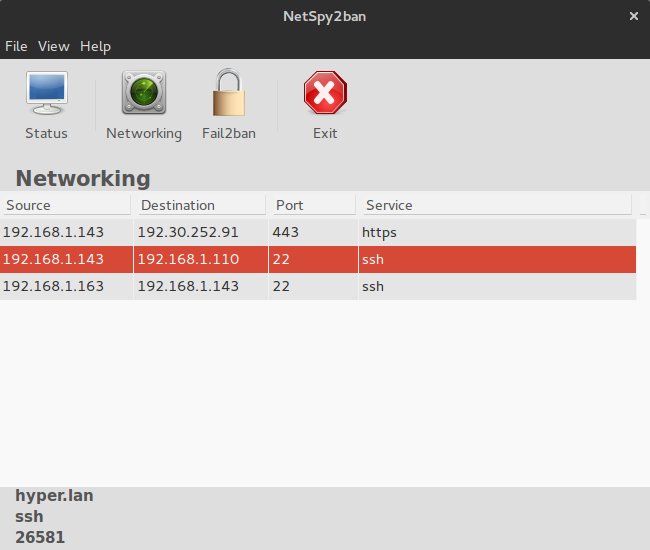 NetSpy2ban
File View Help
Status Networking Fail2ban Exit
Networking
Source Destination Port Service
192.168.1.143 192.30.252.91 443 https
192.168.1.143 192.168.1.110 22 ssh
192.168.1.163 192.168.1.143 22 ssh
hyper.lan
ssh
26581